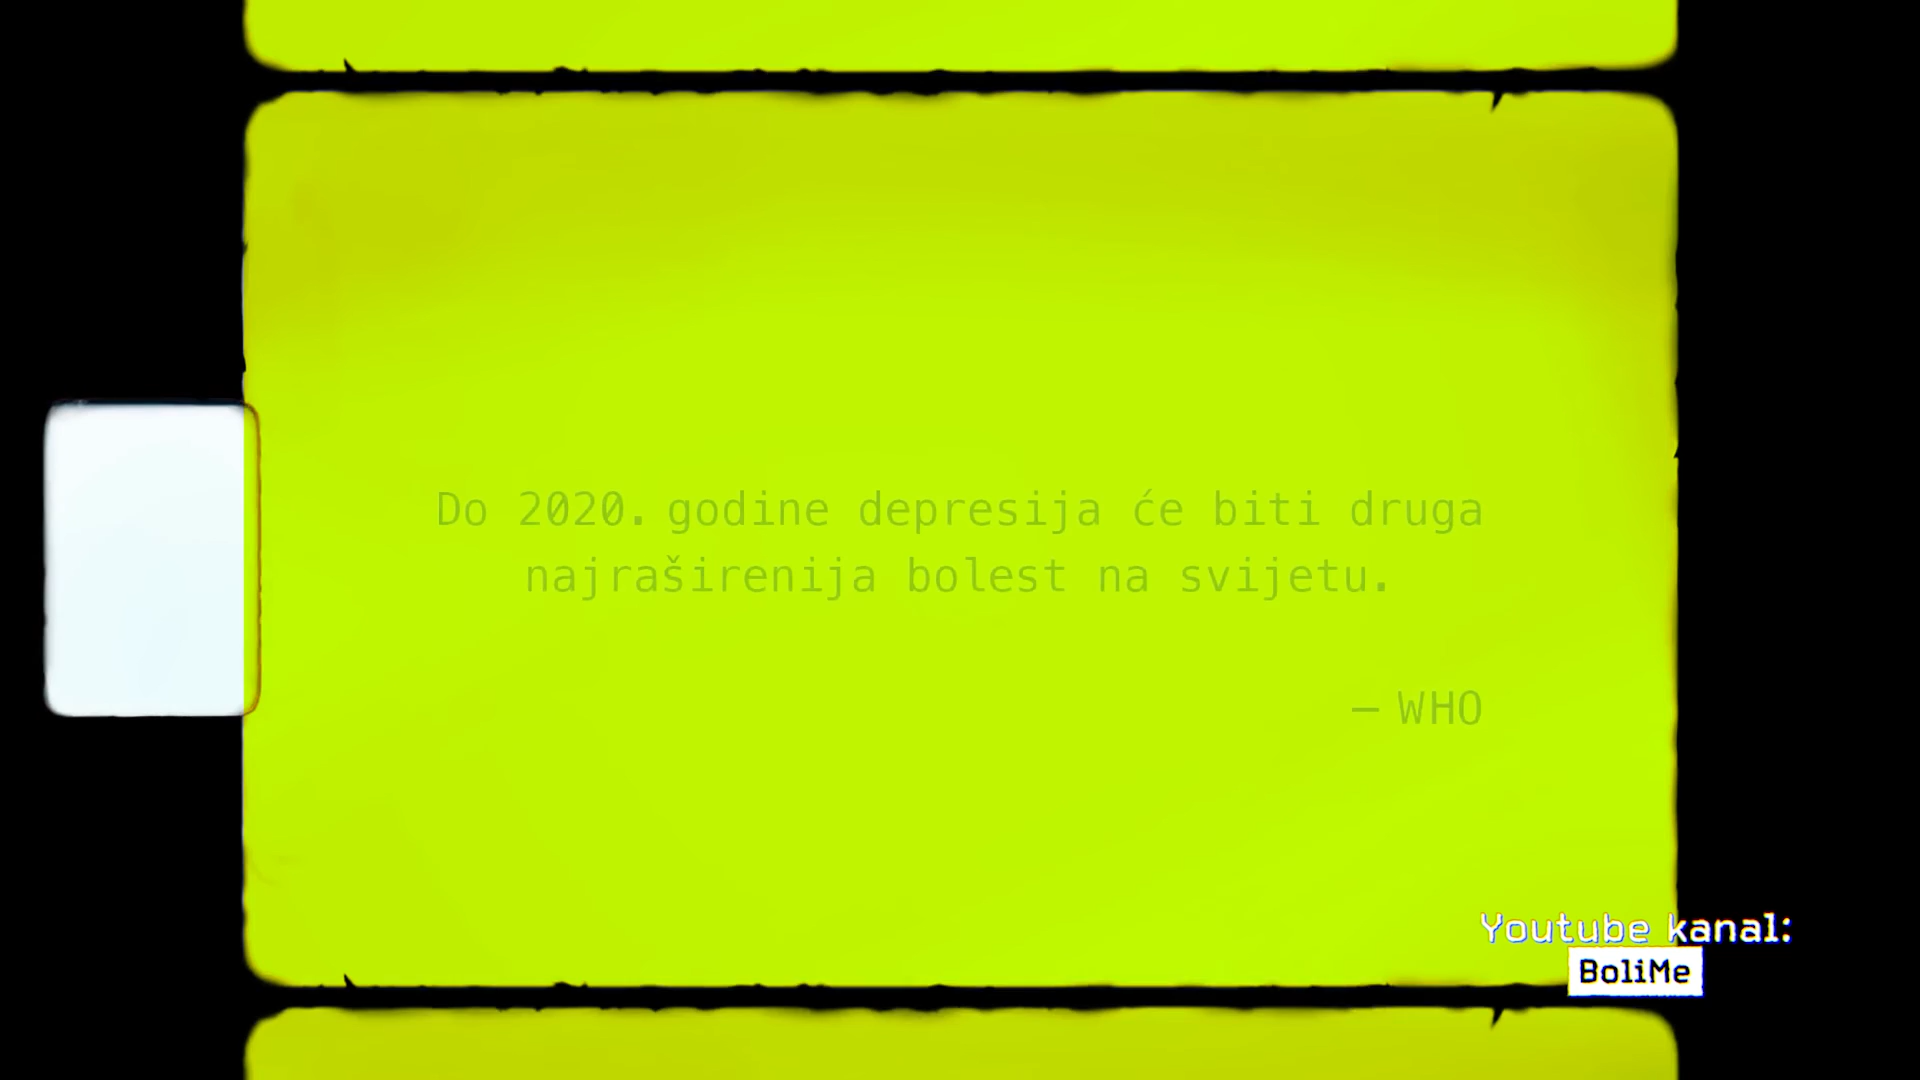 Do 2020. godine depresija će biti druga
najraširenija bolest na svijetu.
— WHO
Youtube kanal:
BoliMe